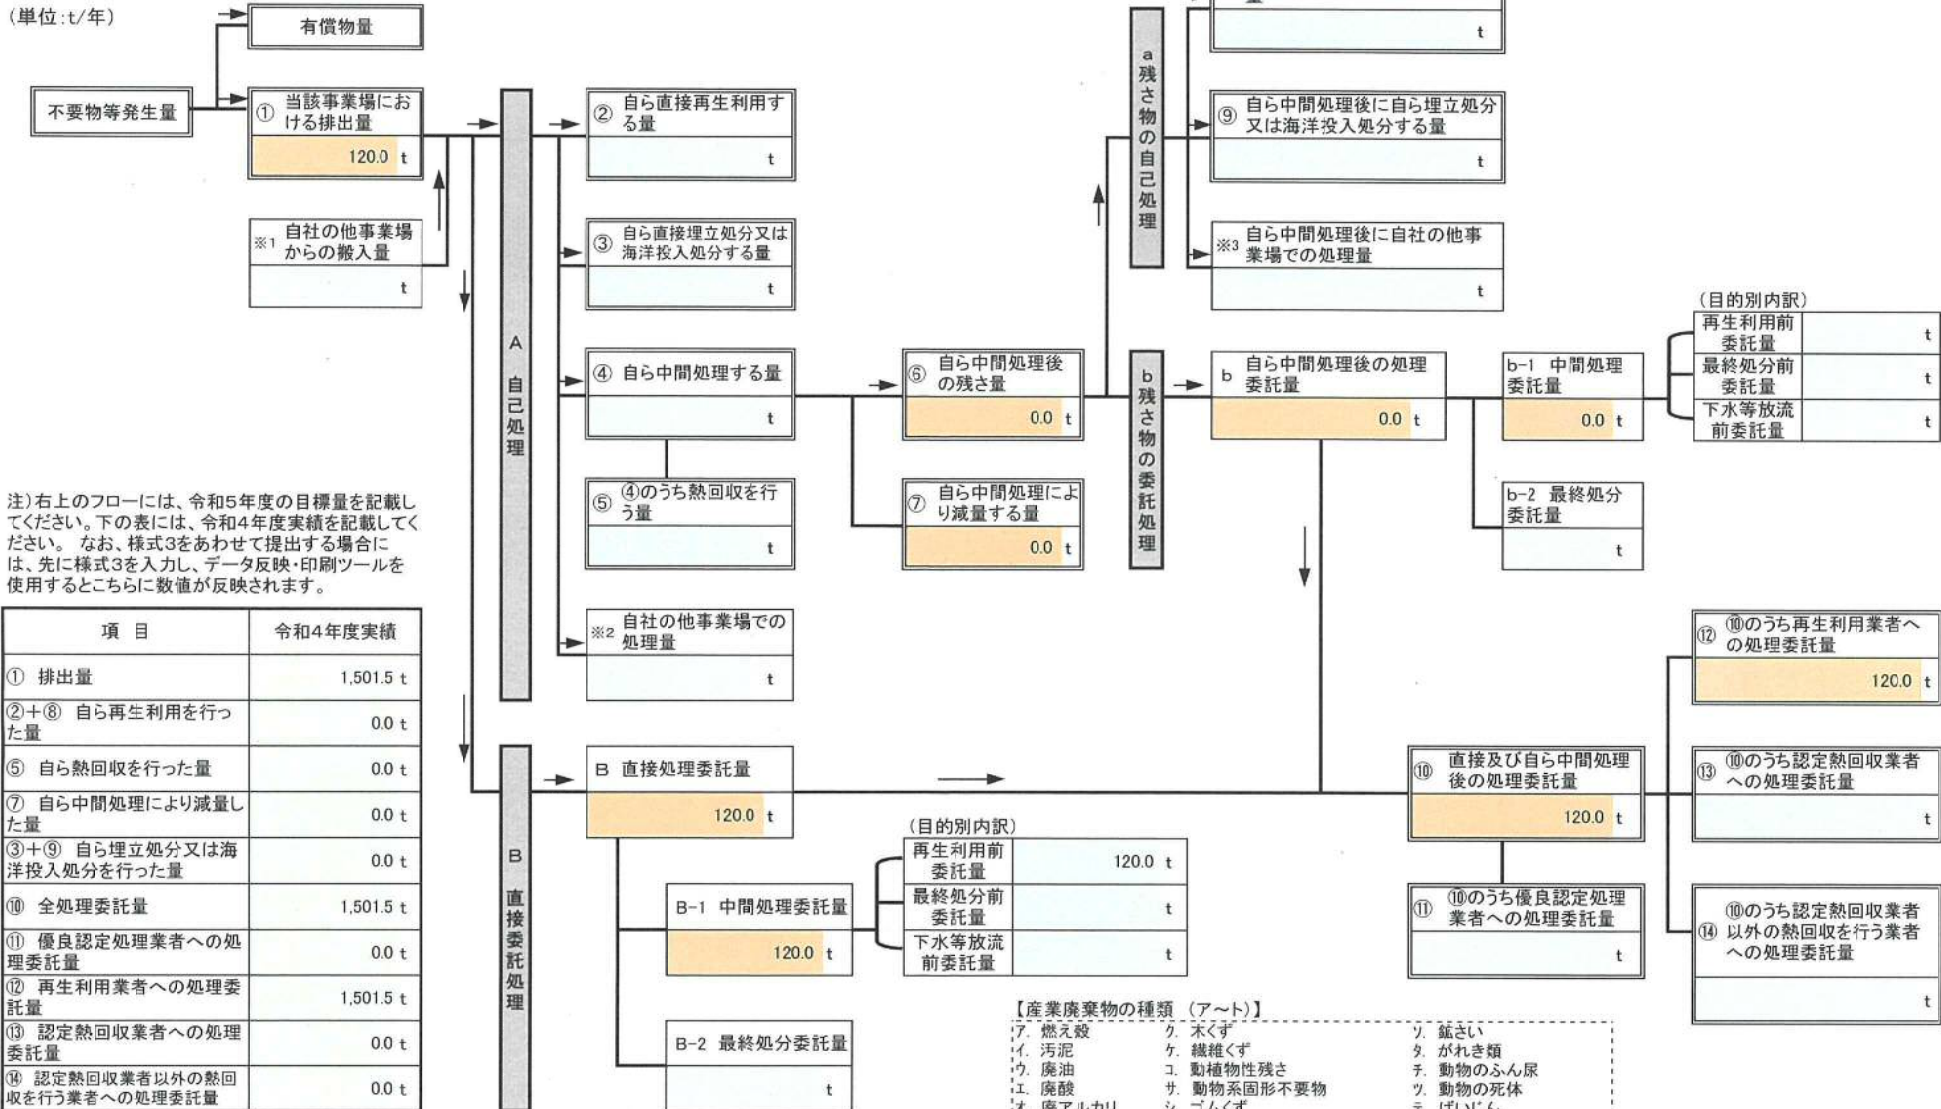 (単位:t/年)
有償物量
不要物等発生量
① 当該事業場にお
ける排出量
120.0 t
※1 自社の他事業場
からの搬入量
t
A 自己処理
② 自ら直接再生利用す
る量
t
③ 自ら直接埋立処分又は
海洋投入処分する量
t
④ 自ら中間処理する量
t
⑤ ④のうち熱回収を行
う量
t
※2 自社の他事業場での
処理量
t
⑥ 自ら中間処理後
の残さ量
0.0 t
⑦ 自ら中間処理によ
り減量する量
0.0 t
a 残さ物の自己処理
t
⑨ 自ら中間処理後に自ら埋立処分
又は海洋投入処分する量
t
※3 自ら中間処理後に自社の他事
業場での処理量
t
b 残さ物の委託処理
b 自ら中間処理後の処理
委託量
0.0 t
b-1 中間処理
委託量
0.0 t
(目的別内訳)
再生利用前
委託量
t
最終処分前
委託量
t
下水等放流
前委託量
t
b-2 最終処分
委託量
t
注)右上のフローには、令和5年度の目標量を記載し
てください。下の表には、令和4年度実績を記載してく
ださい。 なお、様式3をあわせて提出する場合に
は、先に様式3を入力し、データ反映・印刷ツールを
使用するとこちらに数値が反映されます。
項 目 令和4年度実績
① 排出量 1,501.5 t
②+⑧ 自ら再生利用を行っ
た量 0.0 t
⑤ 自ら熱回収を行った量 0.0 t
⑦ 自ら中間処理により減量し
た量 0.0 t
③+⑨ 自ら埋立処分又は海
洋投入処分を行った量 0.0 t
⑩ 全処理委託量 1,501.5 t
⑪ 優良認定処理業者への処
理委託量 0.0 t
⑫ 再生利用業者への処理委
託量 1,501.5 t
⑬ 認定熱回収業者への処理
委託量 0.0 t
⑭ 認定熱回収業者以外の熱回
収を行う業者への処理委託量 0.0 t
B 直接委託処理
B 直接処理委託量
120.0 t
B-1 中間処理委託量
120.0 t
(目的別内訳)
再生利用前
委託量
120.0 t
最終処分前
委託量
t
下水等放流
前委託量
t
B-2 最終処分委託量
t
⑩ 直接及び自ら中間処理
後の処理委託量
120.0 t
⑪ ⑩のうち優良認定処理
業者への処理委託量
t
⑫ ⑩のうち再生利用業者へ
の処理委託量
120.0 t
⑬ ⑩のうち認定熱回収業者
への処理委託量
t
⑭ ⑩のうち認定熱回収業者
以外の熱回収を行う業者
への処理委託量
t
【産業廃棄物の種類 (ア~ト)】
ア. 燃え殻 ク. 木くず ソ. 鉱さい
イ. 汚泥 ケ. 繊維くず タ. がれき類
ウ. 廃油 コ. 動植物性残さ チ. 動物のふん尿
エ. 廃酸 サ. 動物系固形不要物 ツ. 動物の死体
オ. 廃アルカリ シ. ゴムくず テ. ばいじん